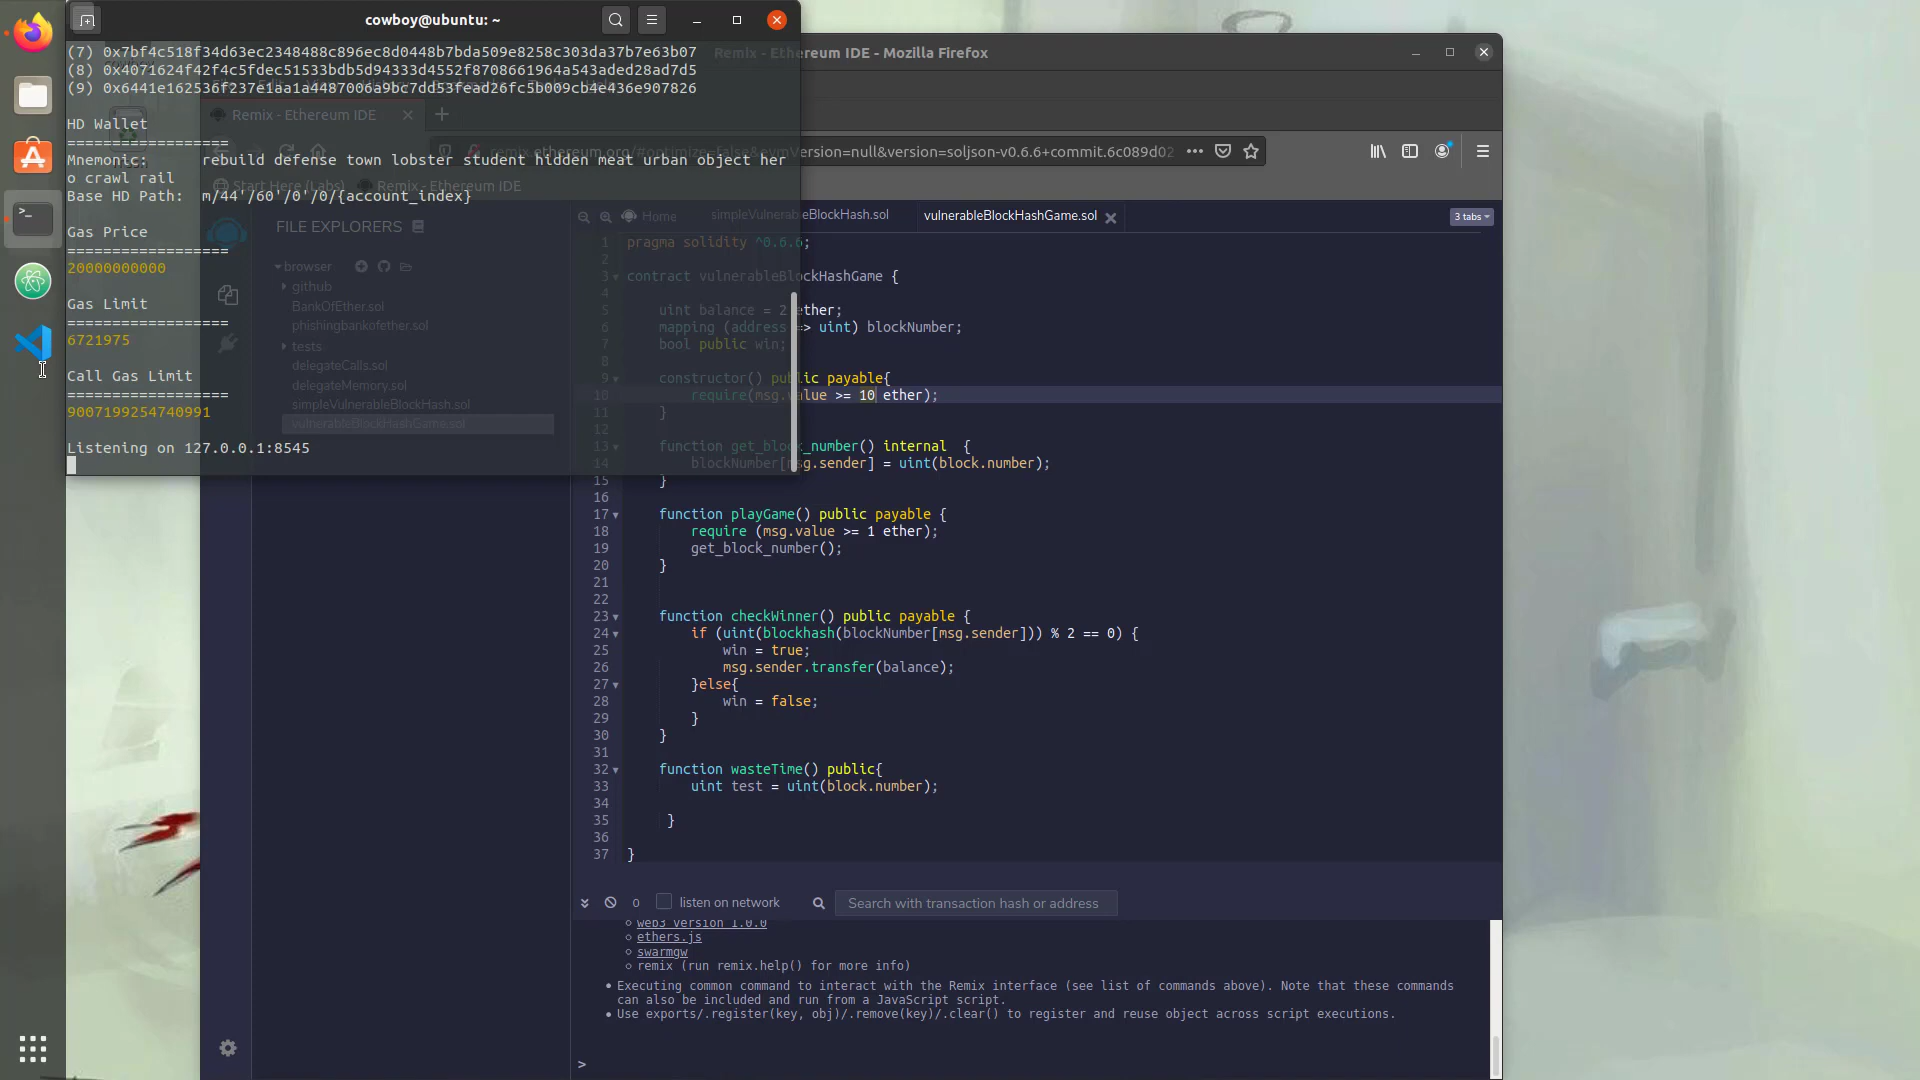 cowboy@ubuntu: ~
(7) 0x7bf4c518f34d63ec2348488c896ec8d0448b7bda509e8258c303da37b7e63b07
(8) 0x4071624f42f4c5fdec51533bdb5d94333d4552f8708661964a543aded28ad7d5
(9) 0x6441e162536f237e1aa1a4487006a9bc7dd53fead26fc5b009cb4e436e907826
HD Wallet
==================
Mnemonic: rebuild defense town lobster student hidden meat urban object her
o crawl rail
Base HD Path: m/44'/60'/0'/0/{account_index}
Gas Price
==================
20000000000
Gas Limit
==================
6721975
Call Gas Limit
==================
9007199254740991
Listening on 127.0.0.1:8545
Remix - Ethereum IDE - Mozilla Firefox
Remix - Ethereum IDE
remix.ethereum.org/#optimize=false&evmVersion=null&version=soljson-v0.6.6+commit.6c089d02
Start Here (Labs)
Remix - Ethereum IDE
FILE EXPLORERS
browser
github
BankOfEther.sol
phishingbankofether.sol
tests
delegateCalls.sol
delegateMemory.sol
simpleVulnerableBlockHash.sol
vulnerableBlockHashGame.sol
Home
simpleVulnerableBlockHash.sol
vulnerableBlockHashGame.sol
3 tabs
1 pragma solidity ^0.6.6;
2
3 contract vulnerableBlockHashGame {
4
5 uint balance = 2 ether;
6 mapping (address => uint) blockNumber;
7 bool public win;
8
9 constructor() public payable{
10 require(msg.value >= 10 ether);
11 }
12
13 function get_block_number() internal {
14 blockNumber[msg.sender] = uint(block.number);
15 }
16
17 function playGame() public payable {
18 require (msg.value >= 1 ether);
19 get_block_number();
20 }
21
22
23 function checkWinner() public payable {
24 if (uint(blockhash(blockNumber[msg.sender])) % 2 == 0) {
25 win = true;
26 msg.sender.transfer(balance);
27 }else{
28 win = false;
29 }
30 }
31
32 function wasteTime() public{
33 uint test = uint(block.number);
34
35 }
36
37 }
0
listen on network
Search with transaction hash or address
web3 version 1.0.0
ethers.js
swarmgw
remix (run remix.help() for more info)
Executing common command to interact with the Remix interface (see list of commands above). Note that these commands
can also be included and run from a JavaScript script.
Use exports/.register(key, obj)/.remove(key)/.clear() to register and reuse object across script executions.
>